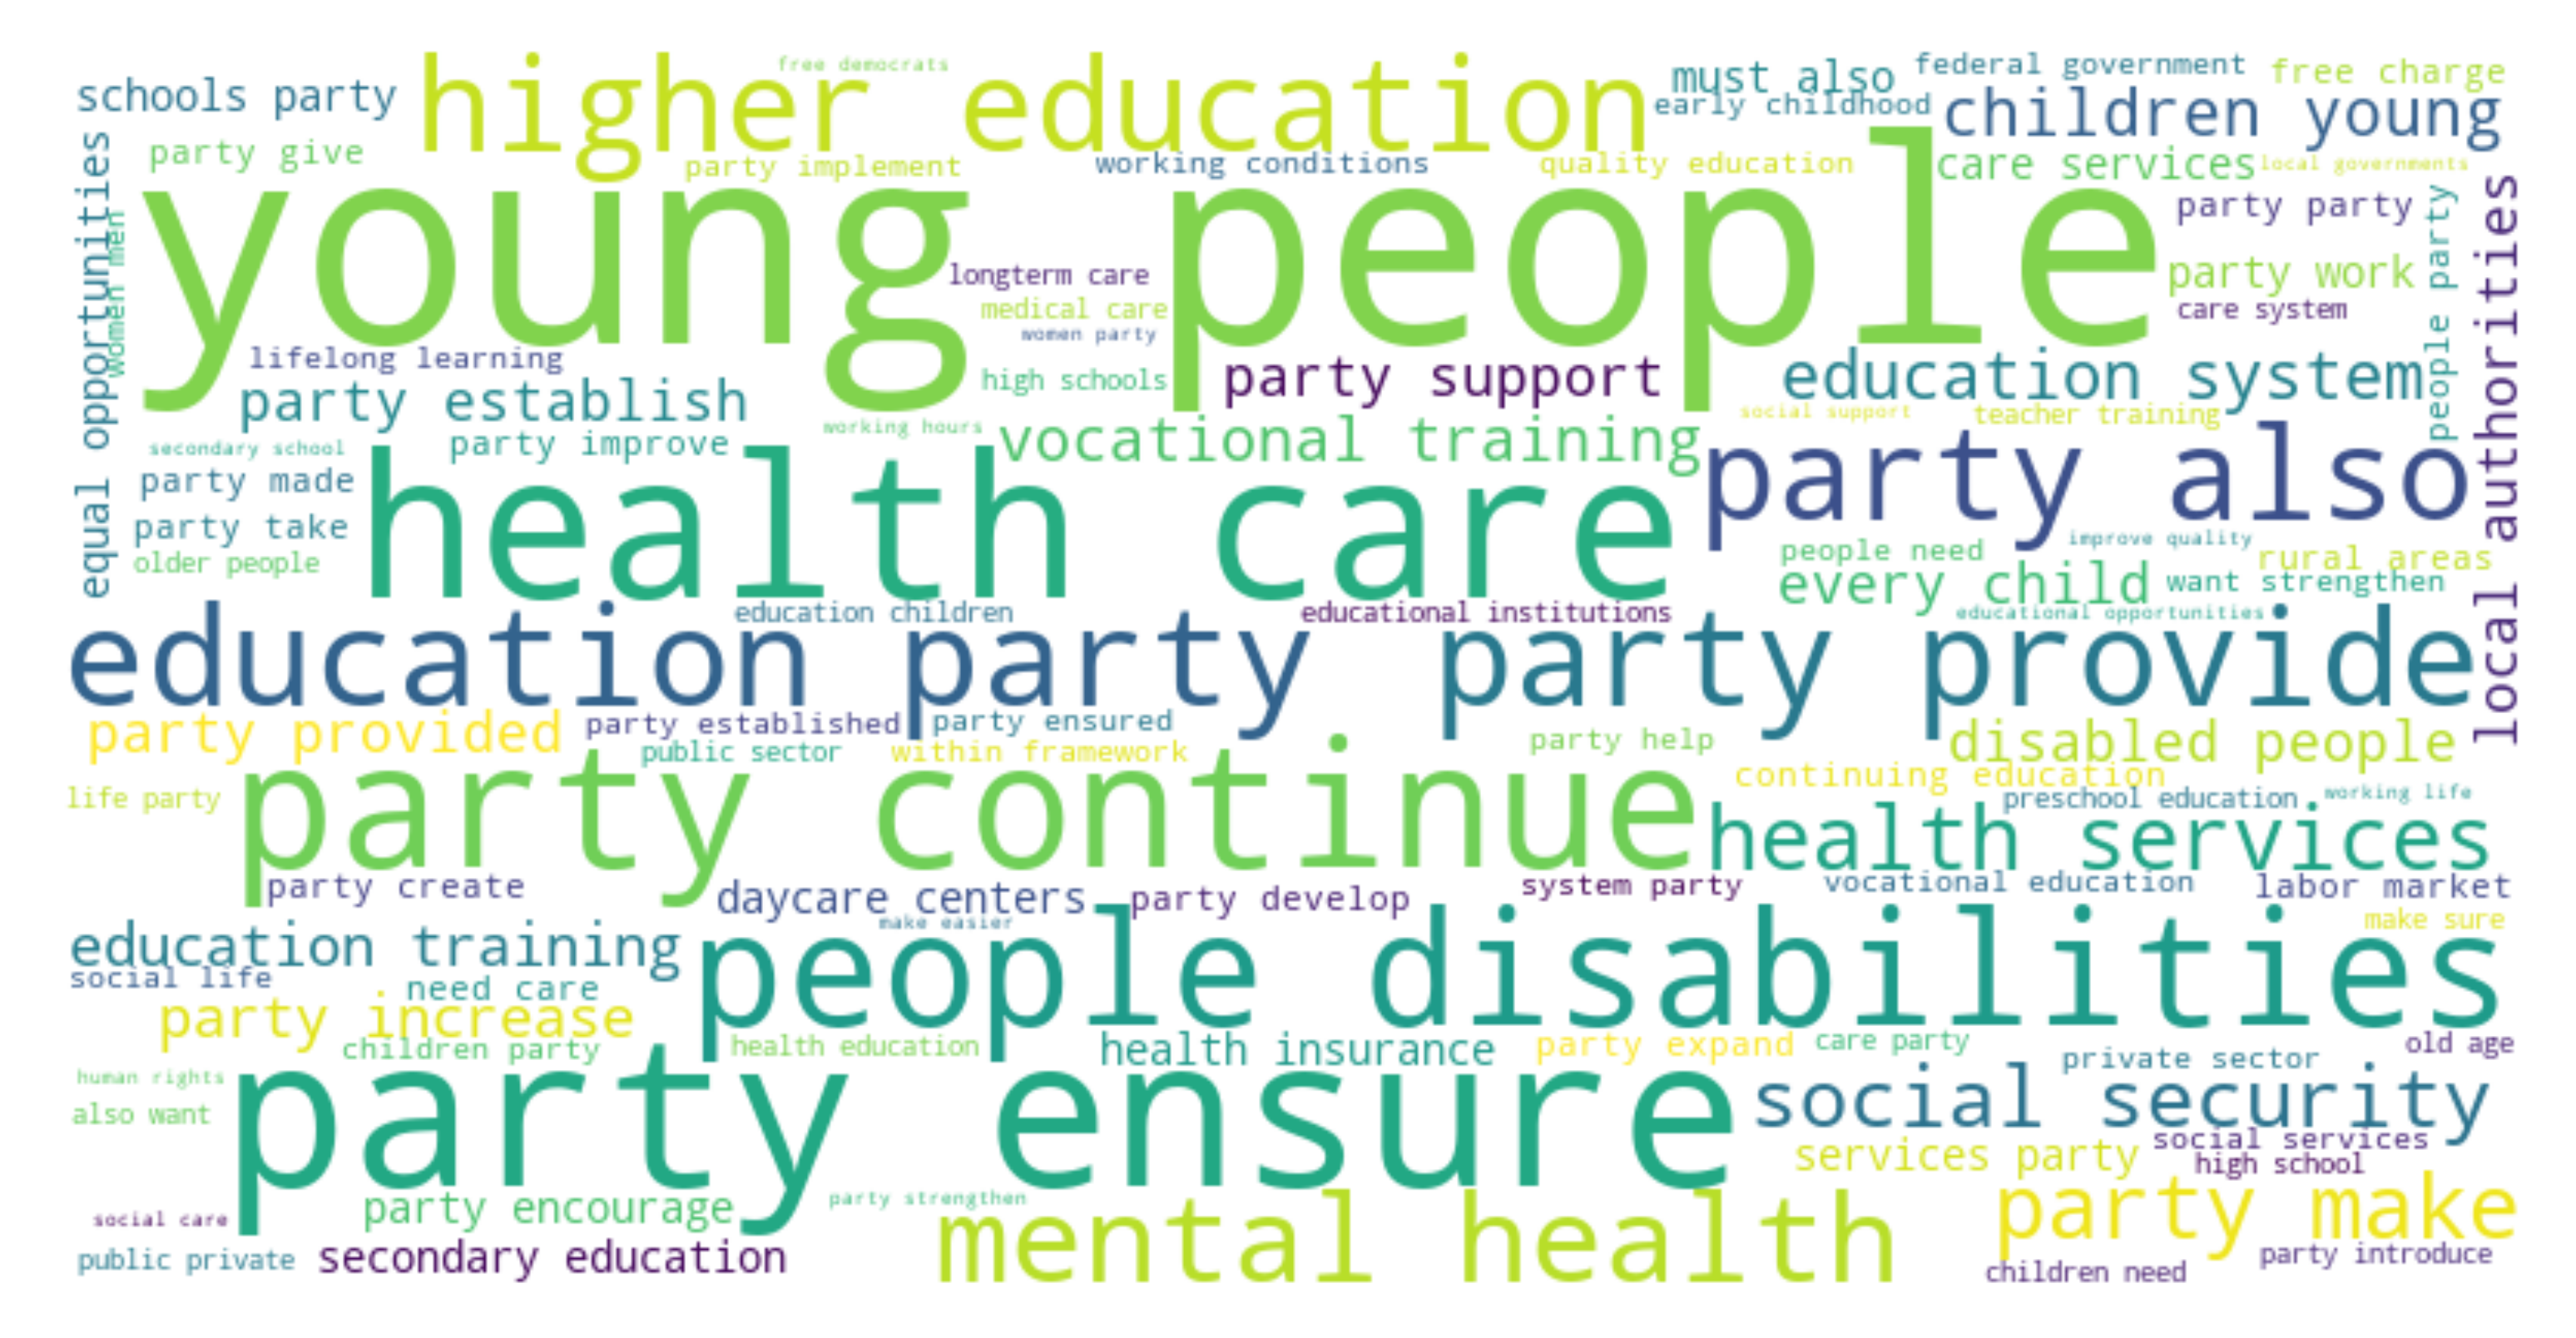 free democrats
federal government
free charge
must also
schools party
higher education
early childhood
children young
party give
party implement
working conditions
quality education
care services
local governments
equal opportunities
women men
young people
party party
people party
local authorities
longterm care
party work
medical care
care system
women party
lifelong learning
high schools
party support
education system
party establish
social support
teacher training
working hours
vocational training
secondary school
party improve
party also
party made
health care
party take
improve quality
people need
rural areas
older people
every child
want strengthen
education children
educational institutions
educational opportunities
education party
party provide
party provided
party established
party ensured
party help
disabled people
public sector
within framework
continuing education
life party
party continue
preschool education
working life
health services
party create
daycare centers
party develop
system party
vocational education
labor market
make easier
make sure
education training
people disabilities
social life
need care
party increase
children party
health education
health insurance
party expand
care party
old age
private sector
human rights
party ensure
social security
also want
services party
social services
high school
party encourage
party strengthen
party make
social care
mental health
public private
secondary education
party introduce
children need